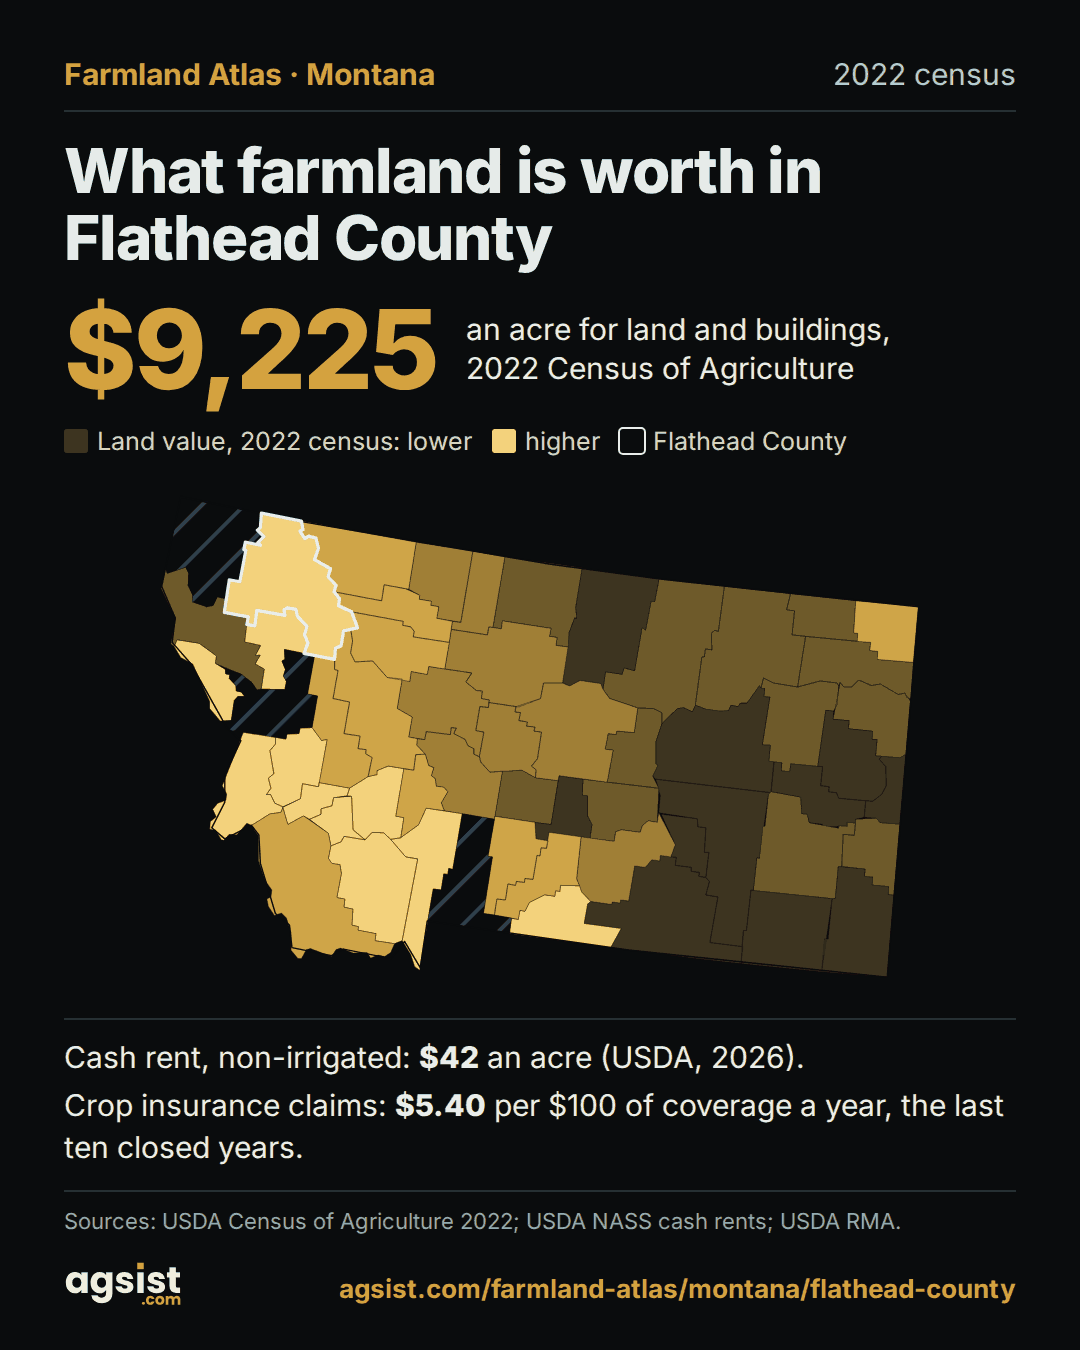 Farmland Atlas · Montana
2022 census
What farmland is worth in
Flathead County
$9,225
an acre for land and buildings,
2022 Census of Agriculture
Land value, 2022 census: lower
higher
Flathead County
Cash rent, non-irrigated: $42 an acre (USDA, 2026).
Crop insurance claims: $5.40 per $100 of coverage a year, the last
ten closed years.
Sources: USDA Census of Agriculture 2022; USDA NASS cash rents; USDA RMA.
agsist
.com
agsist.com/farmland-atlas/montana/flathead-county